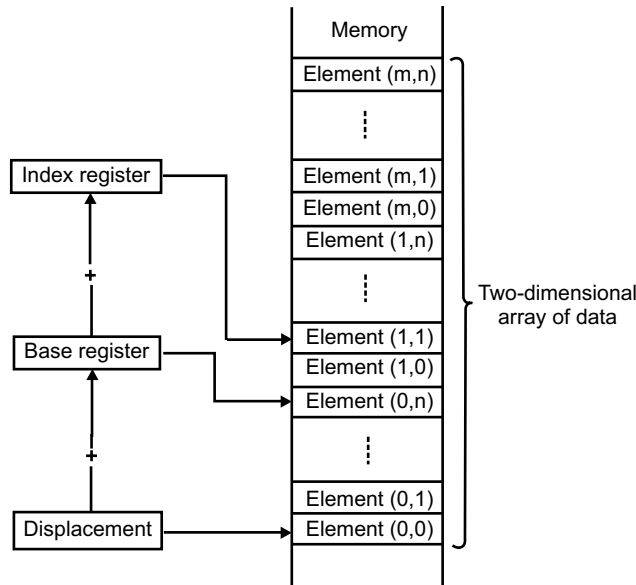 Memory
Element (m,n)
Index register
Element (m,1)
Element (m,0)
Element (1,n)
+
Two-dimensional
array of data
Base register
Element (1,1)
Element (1,0)
Element (0,n)
+
Element (0,1)
Displacement
Element (0,0)